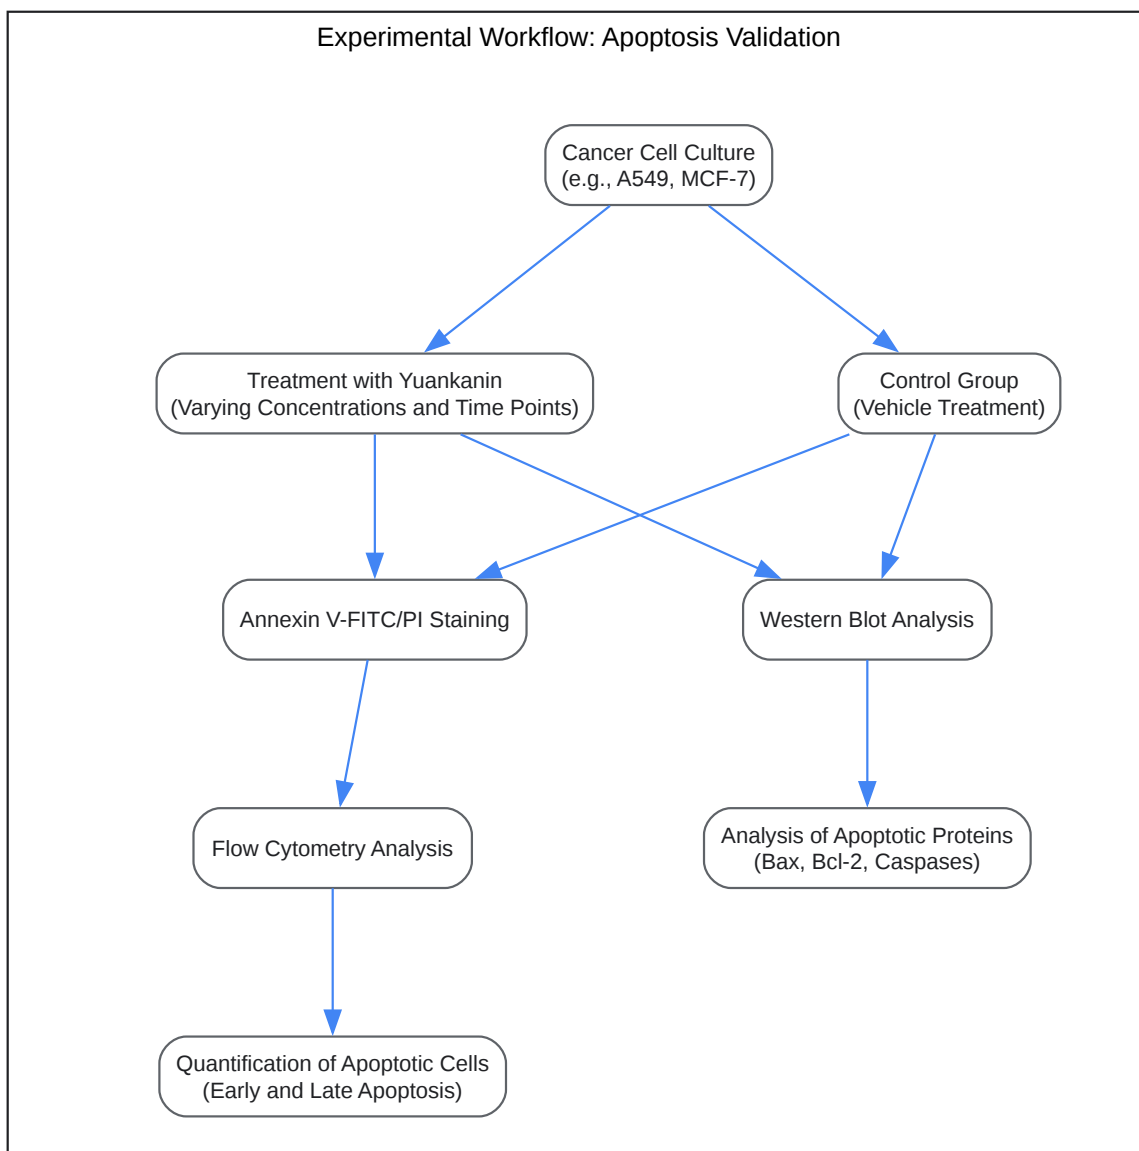 Experimental Workflow: Apoptosis Validation
Cancer Cell Culture
(e.g., A549, MCF-7)
Treatment with Yuankanin
(Varying Concentrations and Time Points)
Control Group
(Vehicle Treatment)
Annexin V-FITC/PI Staining
Western Blot Analysis
Flow Cytometry Analysis
Analysis of Apoptotic Proteins
(Bax, Bcl-2, Caspases)
Quantification of Apoptotic Cells
(Early and Late Apoptosis)